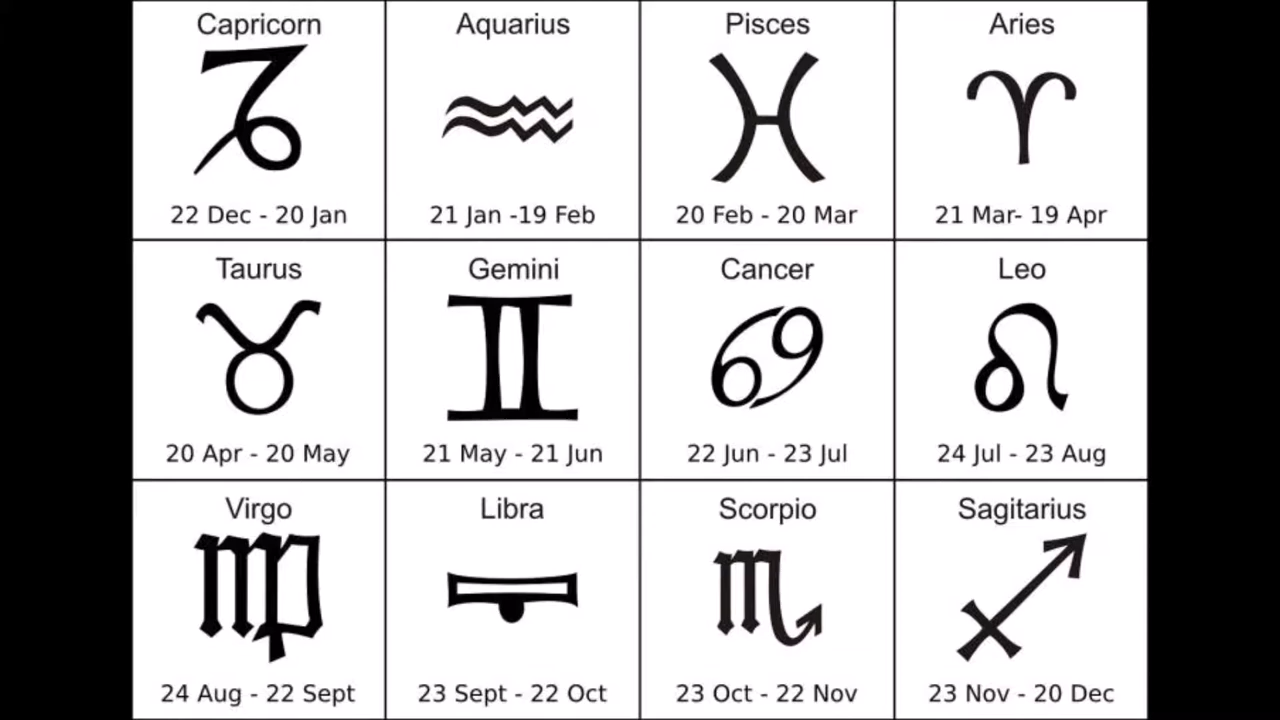 Capricorn
Aquarius
Pisces
Aries
22 Dec - 20 Jan
21 Jan -19 Feb
20 Feb - 20 Mar
21 Mar- 19 Apr
Taurus
Gemini
Cancer
Leo
20 Apr - 20 May
21 May - 21 Jun
22 Jun - 23 Jul
24 Jul - 23 Aug
Virgo
Libra
Scorpio
Sagitarius
24 Aug - 22 Sept
23 Sept - 22 Oct
23 Oct - 22 Nov
23 Nov - 20 Dec